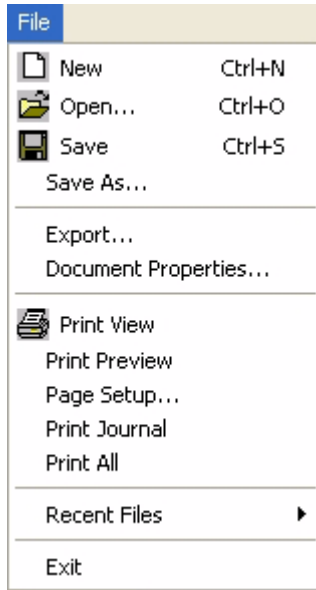 File
New Ctrl+N
Open... Ctrl+O
Save Ctrl+S
Save As...
Export...
Document Properties...
Print View
Print Preview
Page Setup...
Print Journal
Print All
Recent Files
Exit